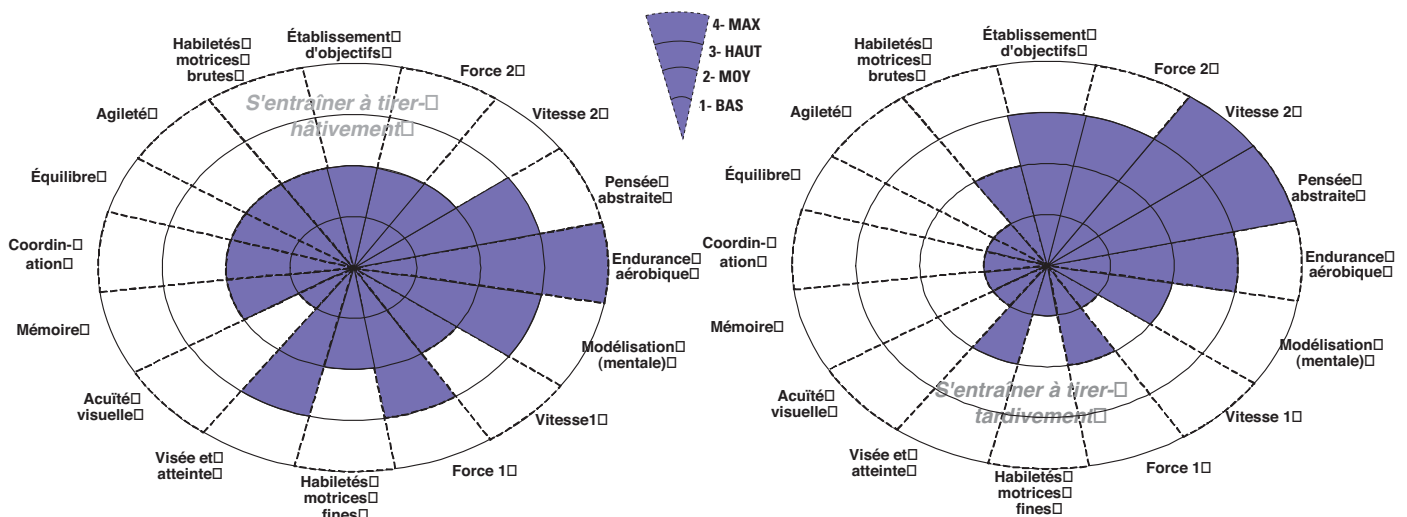 Établissement□
d'objectifs□
Force 2□
Vitesse 2□
Pensée□
abstraite□
Endurance□
aérobique□
Modélisation□
(mentale)□
Vitesse1□
Force 1□
Habiletés□
motrices□
fines□
Visée et□
atteinte□
Acuïté□
visuelle□
Mémoire□
Coordin-□
ation□
Équilibre□
Agileté□
Habiletés□
motrices□
brutes□
S'entraîner à tirer-□
hâtivement□
4- MAX
3- HAUT
2- MOY
1- BAS
Établissement□
d'objectifs□
Force 2□
Vitesse 2□
Pensée□
abstraite□
Endurance□
aérobique□
Modélisation□
(mentale)□
Vitesse 1□
Force 1□
Habiletés□
motrices□
fines□
Visée et□
atteinte□
Acuïté□
visuelle□
Mémoire□
Coordin-□
ation□
Équilibre□
Agileté□
Habiletés□
motrices□
brutes□
S'entraîner à tirer-□
tardivement□